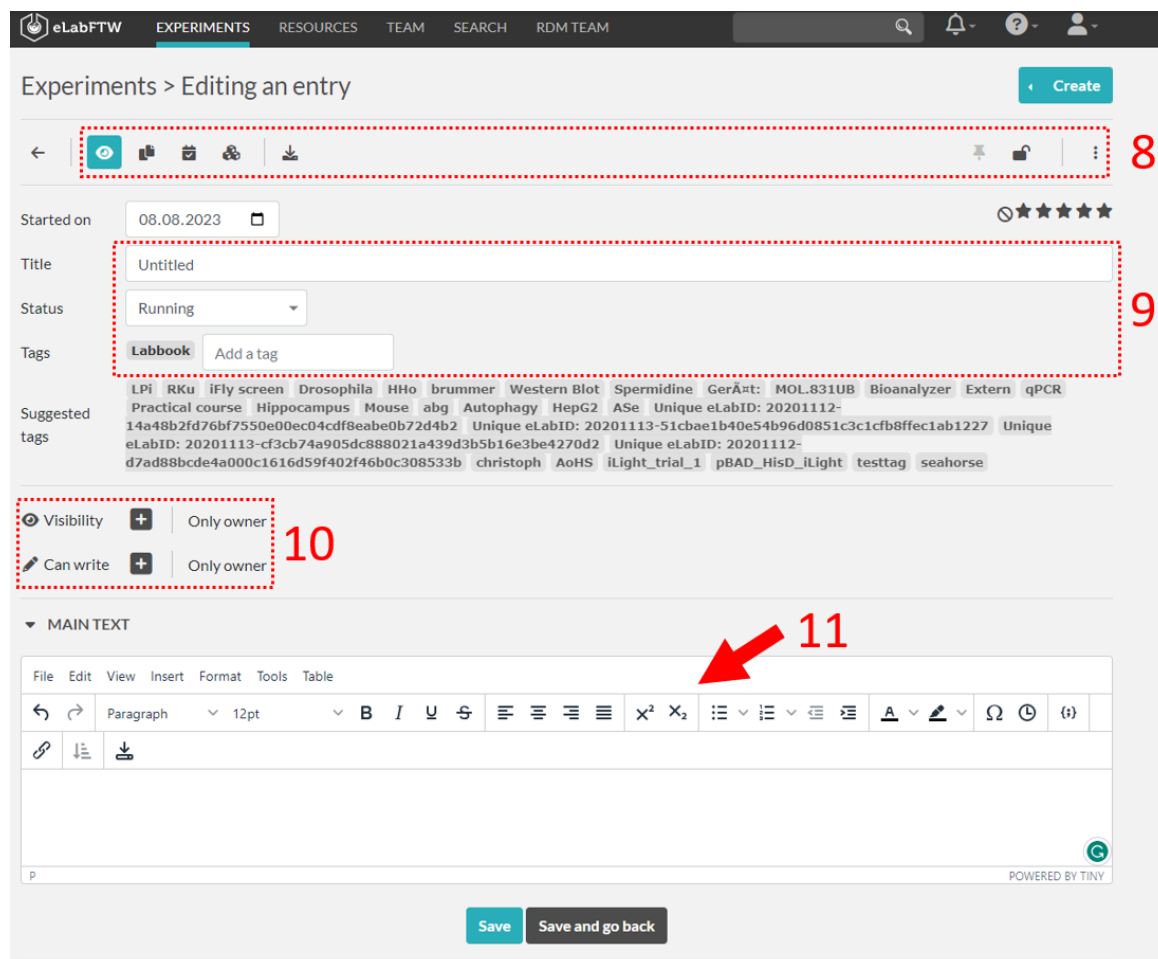 eLabFTW EXPERIMENTS RESOURCES TEAM SEARCH RDM TEAM
Experiments > Editing an entry
Create
8
Started on 08.08.2023
Title Untitled
9
Status Running
Tags Labbook Add a tag
Suggested tags
LPi RKu iFly screen Drosophila HHo brummer Western Blot Spermidine GerÃ¤t: MOL.831UB Bioanalyzer Extern qPCR
Practical course Hippocampus Mouse abg Autophagy HepG2 ASe Unique eLabID: 20201112-
14a48b2fd76bf7550e00ec04cdf8eabe0b72d4b2 Unique eLabID: 20201113-51cbae1b40e54b96d0851c3c1cfb8ffec1ab1227 Unique
eLabID: 20201113-cf3cb74a905dc888021a439d3b5b16e3be4270d2 Unique eLabID: 20201112-
d7ad88bcde4a000c1616d59f402f46b0c308533b christoph AoHS iLight_trial_1 pBAD_HisD_iLight testtag seahorse
Visibility Only owner
10
Can write Only owner
MAIN TEXT
11
File Edit View Insert Format Tools Table
Paragraph 12pt B I U S X² X₂ A Ω {;}
P POWERED BY TINY
Save Save and go back